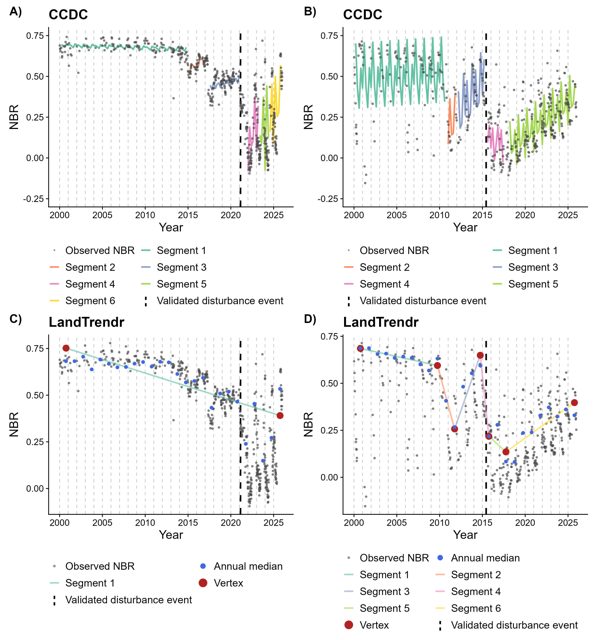 A)
CCDC
0.75
0.50
0.25
0.00
-0.25
NBR
2000 2005 2010 2015 2020 2025
Year
Observed NBR
Segment 1
Segment 2
Segment 3
Segment 4
Segment 5
Segment 6
Validated disturbance event
B)
CCDC
0.75
0.50
0.25
0.00
-0.25
NBR
2000 2005 2010 2015 2020 2025
Year
Observed NBR
Segment 1
Segment 2
Segment 3
Segment 4
Segment 5
Validated disturbance event
C)
LandTrendr
0.75
0.50
0.25
0.00
NBR
2000 2005 2010 2015 2020 2025
Year
Observed NBR
Annual median
Segment 1
Vertex
Validated disturbance event
D)
LandTrendr
0.75
0.50
0.25
0.00
NBR
2000 2005 2010 2015 2020 2025
Year
Observed NBR
Annual median
Segment 1
Segment 2
Segment 3
Segment 4
Segment 5
Segment 6
Vertex
Validated disturbance event